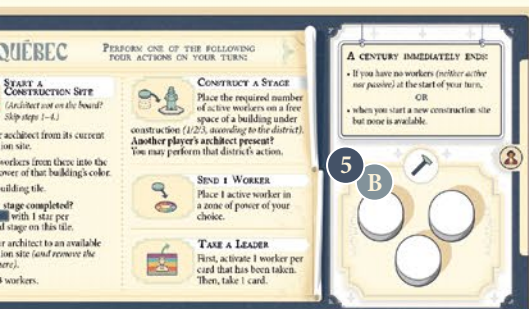 QUÉBEC
PERFORM ONE OF THE FOLLOWING
FOUR ACTIONS ON YOUR TURN:
START A
CONSTRUCTION SITE
(Architect not on the board?
Skip steps 1–4.)
architect from its current
ion site.
workers from there into the
ower of that building's color.
uilding tile.
stage completed?
with 1 star per
d stage on this tile.
r architect to an available
ion site (and remove the
ere).
workers.
CONSTRUCT A STAGE
Place the required number
of active workers on a free
space of a building under
construction (1/2/3, according to the district).
Another player's architect present?
You may perform that district's action.
SEND 1 WORKER
Place 1 active worker in
a zone of power of your
choice.
TAKE A LEADER
First, activate 1 worker per
card that has been taken.
Then, take 1 card.
A CENTURY IMMEDIATELY ENDS:
• If you have no workers (neither active
nor passive) at the start of your turn,
OR
• when you start a new construction site
but none is available.
5
B